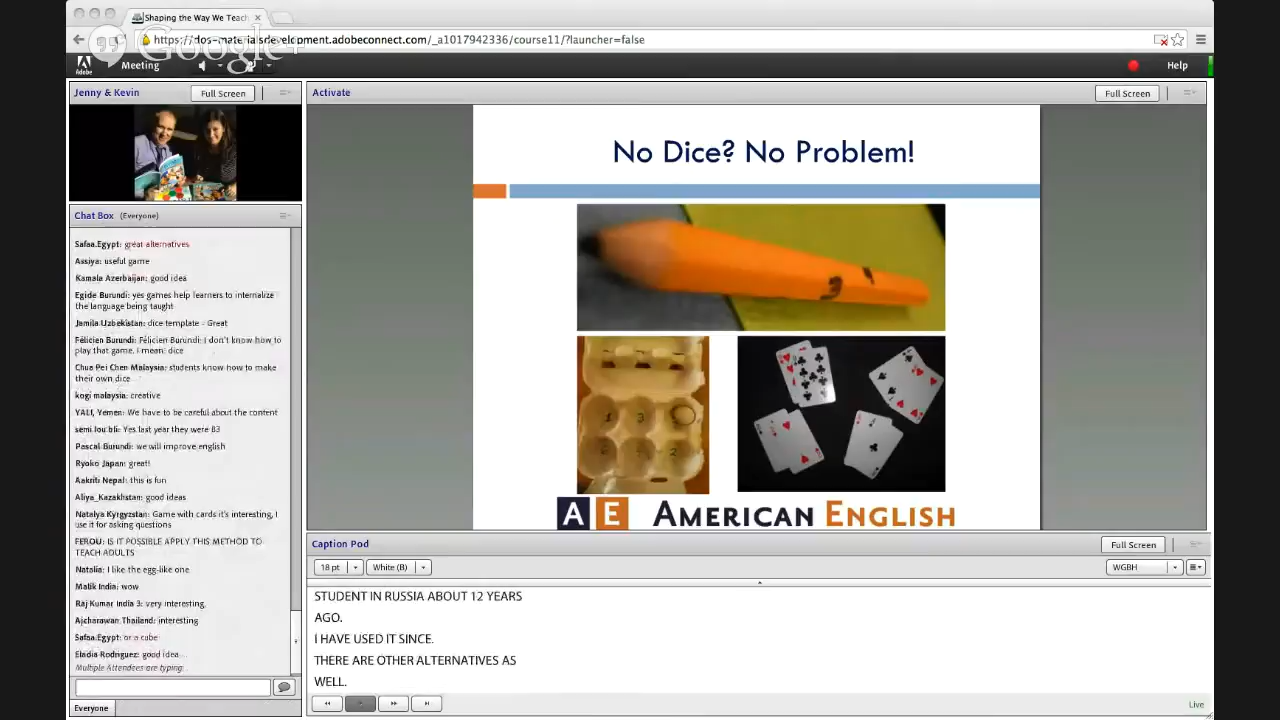 Shaping the Way We Teach
Google+
https://dos-materialsdevelopment.adobeconnect.com/_a1017942336/course11/?launcher=false
Adobe
Meeting
Help
Jenny & Kevin
Full Screen
Activate
Full Screen
No Dice? No Problem!
3
1 3
2
AE AMERICAN ENGLISH
Chat Box (Everyone)
Safaa.Egypt: great alternatives
Assiya: useful game
Kamala Azerbaijan: good idea
Egide Burundi: yes games help learners to internalize
the language being taught
Jamila Uzbekistan: dice template - Great
Félicien Burundi: Félicien Burundi: I don't know how to
play that game. I mean: dice
Chua Pei Chen Malaysia: students know how to make
their own dice
kogi malaysia: creative
YALI, Yemen: We have to be careful about the content
semi lou bli: Yes last year they were 83
Pascal Burundi: we will improve english
Ryoko Japan: great!
Aakriti Nepal: this is fun
Aliya_Kazakhstan: good ideas
Natalya Kyrgyzstan: Game with cards it's interesting, I
use it for asking questions
FEROU: IS IT POSSIBLE APPLY THIS METHOD TO
TEACH ADULTS
Natalia: I like the egg-like one
Malik India: wow
Raj Kumar India 3: very interesting,
Ajcharawan Thailand: interesting
Safaa.Egypt: or a cube
Eladia Rodriguez: good idea...
Multiple Attendees are typing...
Everyone
Caption Pod
Full Screen
18 pt
White (B)
WGBH
STUDENT IN RUSSIA ABOUT 12 YEARS
AGO.
I HAVE USED IT SINCE.
THERE ARE OTHER ALTERNATIVES AS
WELL.
Live